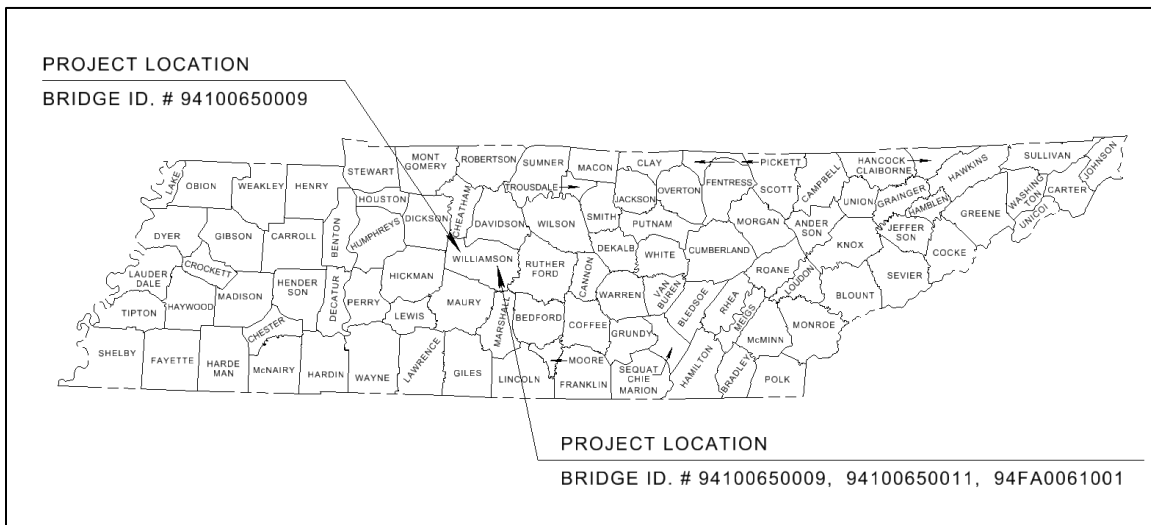 PROJECT LOCATION
BRIDGE ID. # 94100650009
LAKE
OBION
WEAKLEY
HENRY
STEWART
MONT
GOMERY
ROBERTSON
SUMNER
MACON
CLAY
PICKETT
HANCOCK
CLAIBORNE
CAMPBELL
SCOTT
FENTRESS
OVERTON
JACKSON
TROUSDALE
HAWKINS
SULLIVAN
JOHNSON
CARTER
WASHING
TON
UNICOI
GREENE
HAMBLEN
GRAINGER
UNION
HOUSTON
DICKSON
CHEATHAM
DAVIDSON
WILSON
SMITH
PUTNAM
MORGAN
ANDER
SON
KNOX
JEFFER
SON
COCKE
DYER
GIBSON
CARROLL
BENTON
HUMPHREYS
WILLIAMSON
RUTHER
FORD
CANNON
DEKALB
WHITE
CUMBERLAND
ROANE
LOUDON
BLOUNT
SEVIER
LAUDER
DALE
CROCKETT
HAYWOOD
MADISON
HENDER
SON
DECATUR
PERRY
HICKMAN
LEWIS
MAURY
MARSHALL
BEDFORD
COFFEE
WARREN
VAN
BUREN
BLEDSOE
RHEA
MEIGS
McMINN
MONROE
TIPTON
CHESTER
SHELBY
FAYETTE
HARDE
MAN
McNAIRY
HARDIN
WAYNE
LAWRENCE
GILES
LINCOLN
MOORE
FRANKLIN
GRUNDY
SEQUAT
CHIE
MARION
HAMILTON
BRADLEY
POLK
PROJECT LOCATION
BRIDGE ID. # 94100650009, 94100650011, 94FA0061001